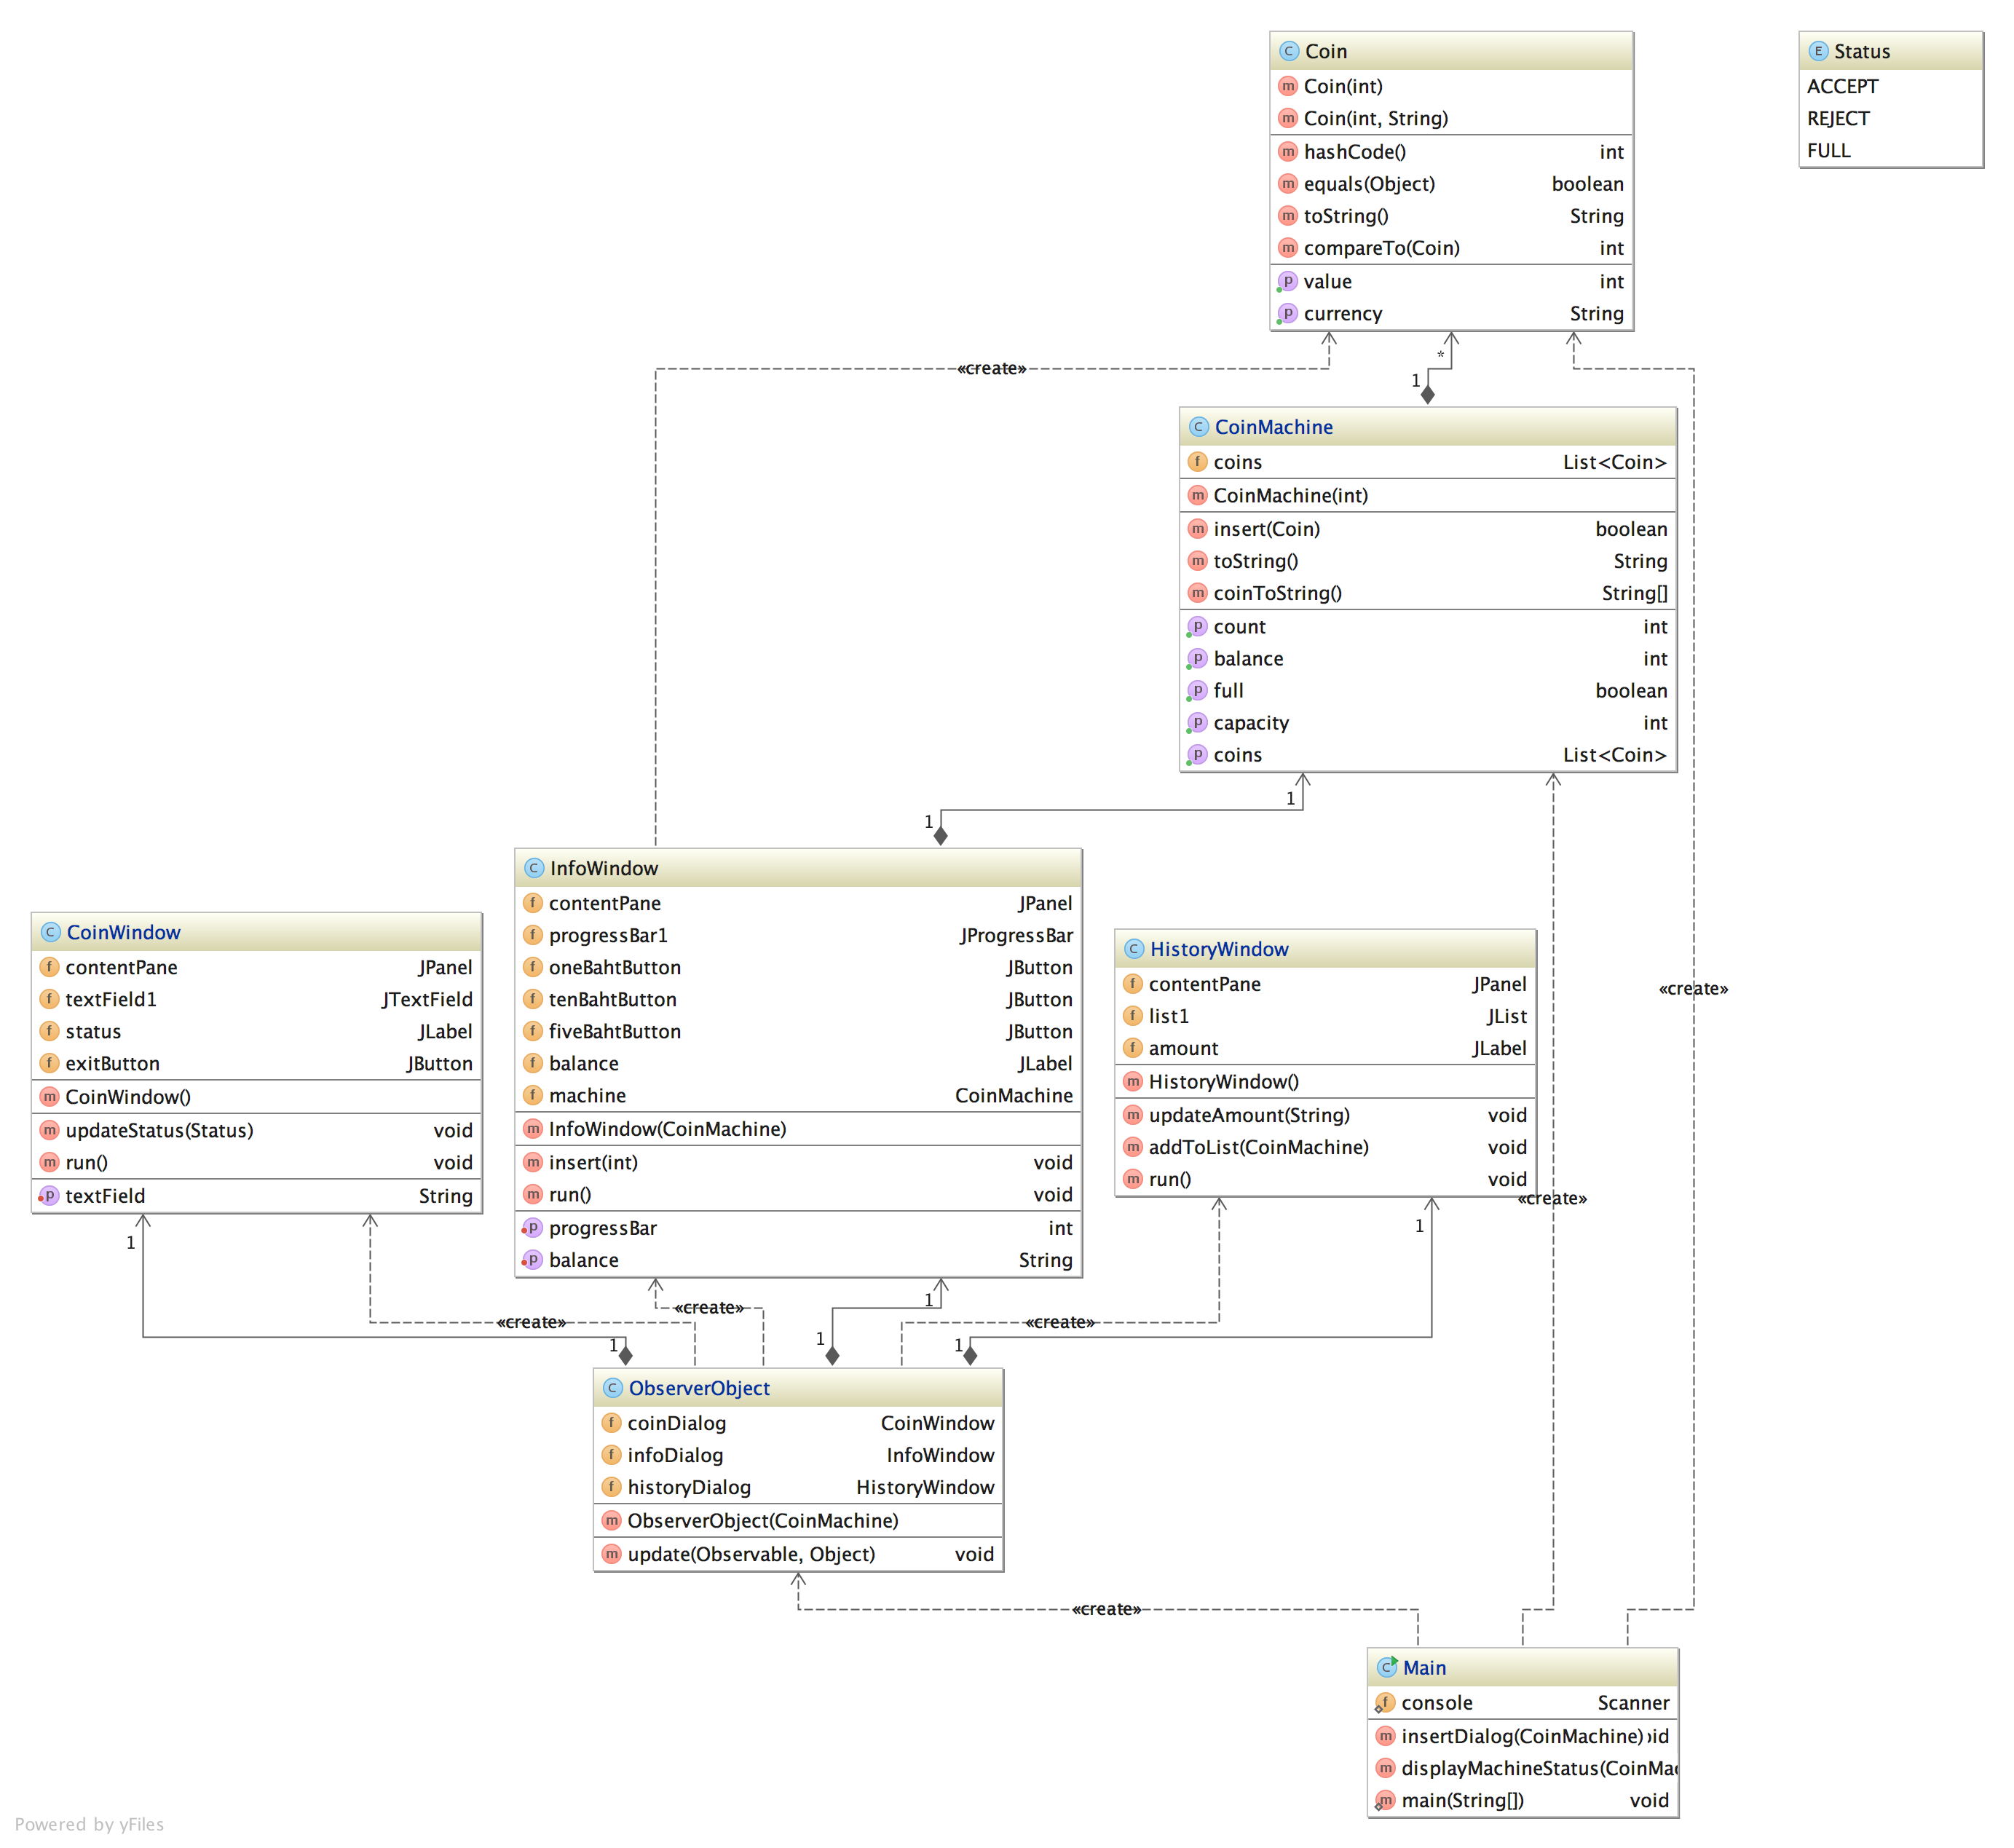 C Coin
m Coin(int)
m Coin(int, String)
m hashCode() int
m equals(Object) boolean
m toString() String
m compareTo(Coin) int
p value int
p currency String
E Status
ACCEPT
REJECT
FULL
«create»
*
1
C CoinMachine
f coins List<Coin>
m CoinMachine(int)
m insert(Coin) boolean
m toString() String
m coinToString() String[]
p count int
p balance int
p full boolean
p capacity int
p coins List<Coin>
1
1
C InfoWindow
f contentPane JPanel
f progressBar1 JProgressBar
f oneBahtButton JButton
f tenBahtButton JButton
f fiveBahtButton JButton
f balance JLabel
f machine CoinMachine
m InfoWindow(CoinMachine)
m insert(int) void
m run() void
p progressBar int
p balance String
C CoinWindow
f contentPane JPanel
f textField1 JTextField
f status JLabel
f exitButton JButton
m CoinWindow()
m updateStatus(Status) void
m run() void
p textField String
C HistoryWindow
f contentPane JPanel
f list1 JList
f amount JLabel
m HistoryWindow()
m updateAmount(String) void
m addToList(CoinMachine) void
m run() void
«create»
«create»
1
1
1
«create»
«create»
«create»
1
1
1
C ObserverObject
f coinDialog CoinWindow
f infoDialog InfoWindow
f historyDialog HistoryWindow
m ObserverObject(CoinMachine)
m update(Observable, Object) void
«create»
C Main
f console Scanner
m insertDialog(CoinMachine) id
m displayMachineStatus(CoinMa
m main(String[]) void
Powered by yFiles